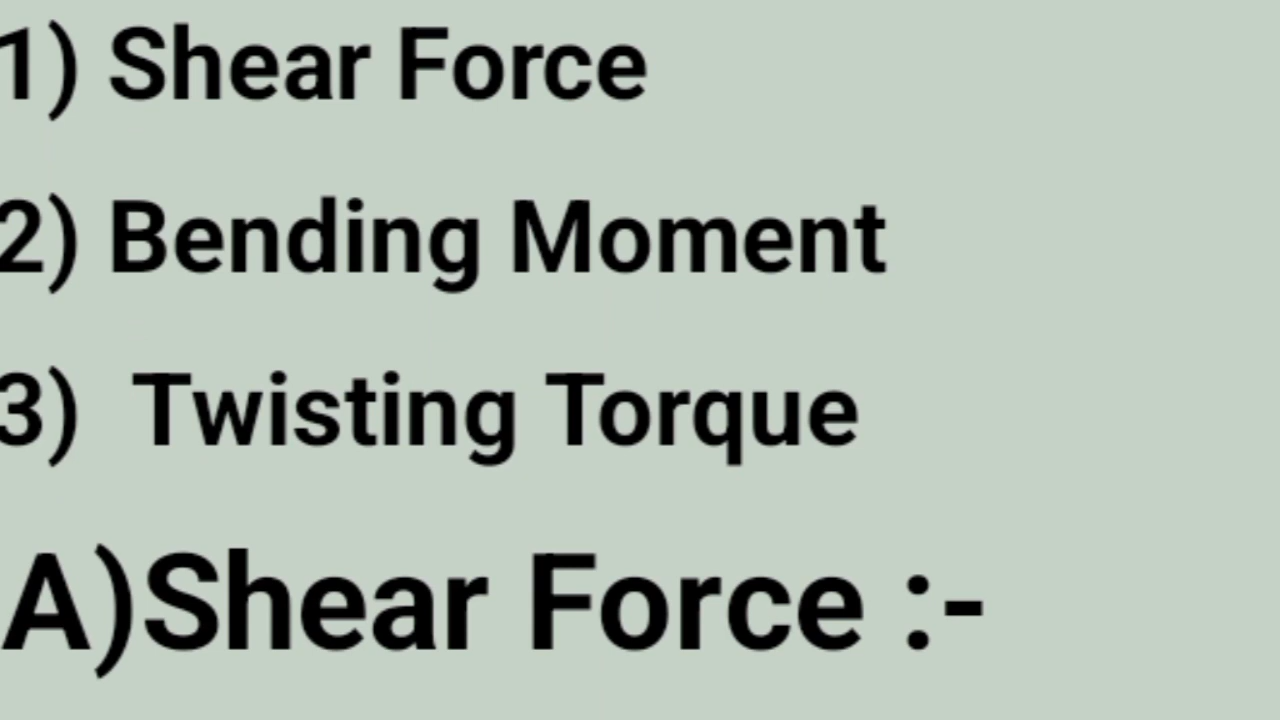 1) Shear Force
2) Bending Moment
3)  Twisting Torque
A)Shear Force :-